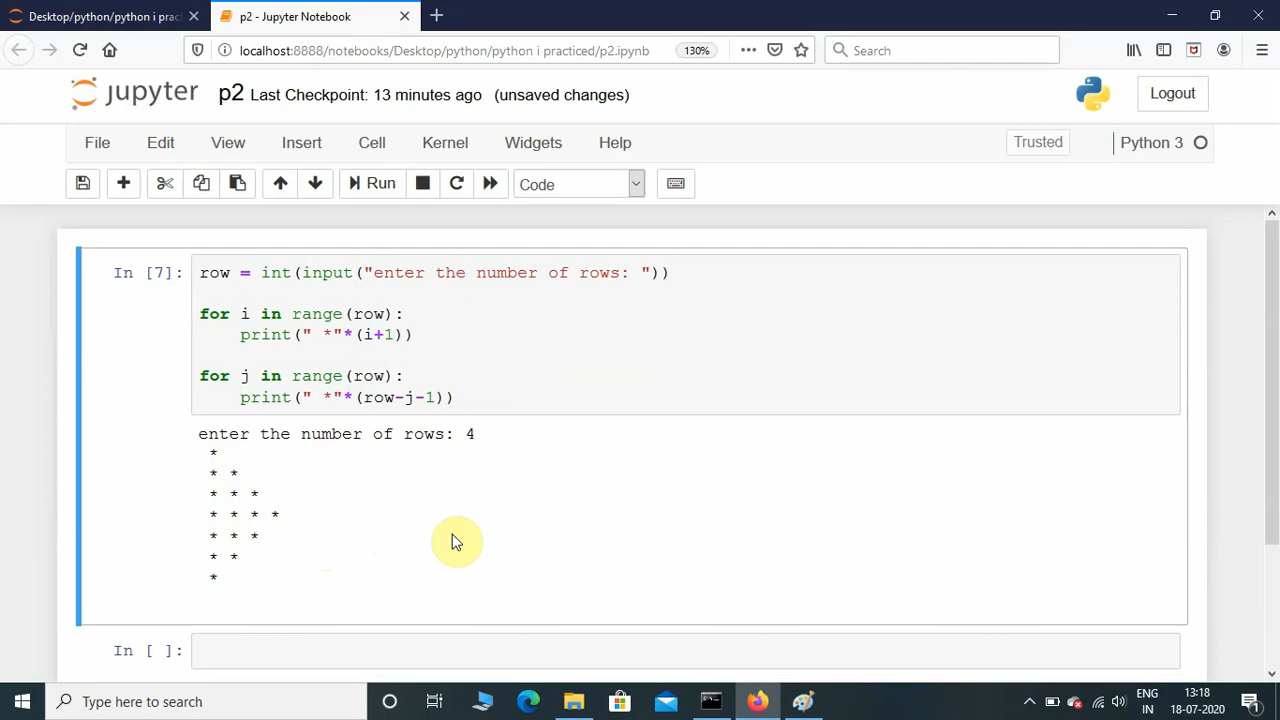 Desktop/python/python i pract
p2 - Jupyter Notebook
localhost:8888/notebooks/Desktop/python/python i practiced/p2.ipynb
130%
Search
jupyter p2 Last Checkpoint: 13 minutes ago (unsaved changes)
Logout
File Edit View Insert Cell Kernel Widgets Help
Trusted
Python 3
Run
Code
In [7]:
row = int(input("enter the number of rows: "))
for i in range(row):
    print(" *"*(i+1))
for j in range(row):
    print(" *"*(row-j-1))
enter the number of rows: 4
 *
 * *
 * * *
 * * * *
 * * *
 * *
 *
In [ ]:
Type here to search
ENG
IN
13:18
18-07-2020
1